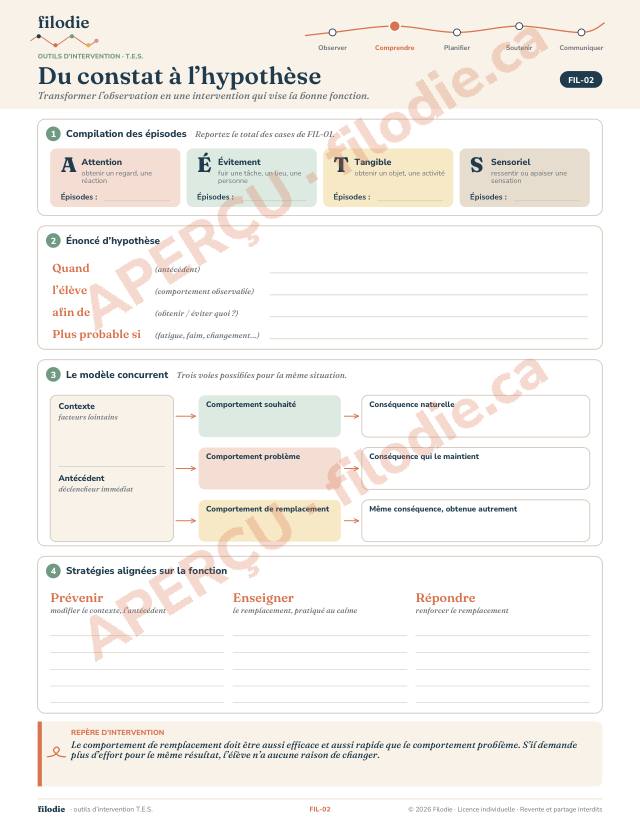 filodie
OUTILS D'INTERVENTION · T.E.S.
Observer
Comprendre
Planifier
Soutenir
Communiquer
Du constat à l'hypothèse
Transformer l'observation en une intervention qui vise la bonne fonction.
FIL-02
1 Compilation des épisodes Reportez le total des cases de FIL-01.
A Attention
obtenir un regard, une
réaction
Épisodes :
É Évitement
fuir une tâche, un lieu, une
personne
Épisodes :
T Tangible
obtenir un objet, une activité
Épisodes :
S Sensoriel
ressentir ou apaiser une
sensation
Épisodes :
2 Énoncé d'hypothèse
Quand (antécédent)
l'élève (comportement observable)
afin de (obtenir / éviter quoi ?)
Plus probable si (fatigue, faim, changement…)
3 Le modèle concurrent Trois voies possibles pour la même situation.
Contexte
facteurs lointains
Antécédent
déclencheur immédiat
Comportement souhaité
Conséquence naturelle
Comportement problème
Conséquence qui le maintient
Comportement de remplacement
Même conséquence, obtenue autrement
4 Stratégies alignées sur la fonction
Prévenir
modifier le contexte, l'antécédent
Enseigner
le remplacement, pratiqué au calme
Répondre
renforcer le remplacement
REPÈRE D'INTERVENTION
Le comportement de remplacement doit être aussi efficace et aussi rapide que le comportement problème. S'il demande
plus d'effort pour le même résultat, l'élève n'a aucune raison de changer.
filodie · outils d'intervention T.E.S.
FIL-02
© 2026 Filodie · Licence individuelle · Revente et partage interdits
APERÇU · filodie.ca
APERÇU · filodie.ca